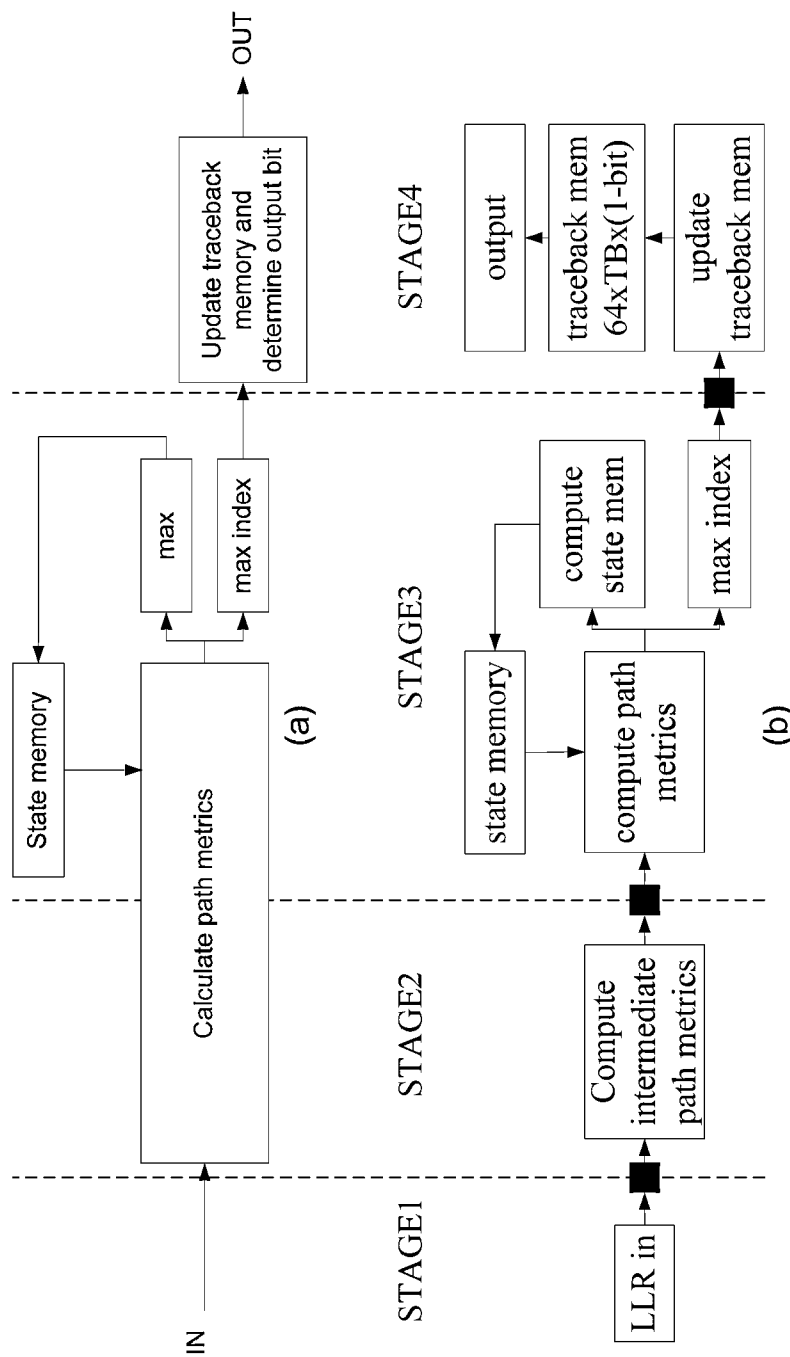 IN
Calculate path metrics
State memory
max
max index
Update traceback
memory and
determine output bit
OUT
(a)
STAGE1
STAGE2
STAGE3
STAGE4
LLR in
Compute
intermediate
path metrics
state memory
compute path
metrics
compute
state mem
max index
output
traceback mem
64xTBx(1-bit)
update
traceback mem
(b)